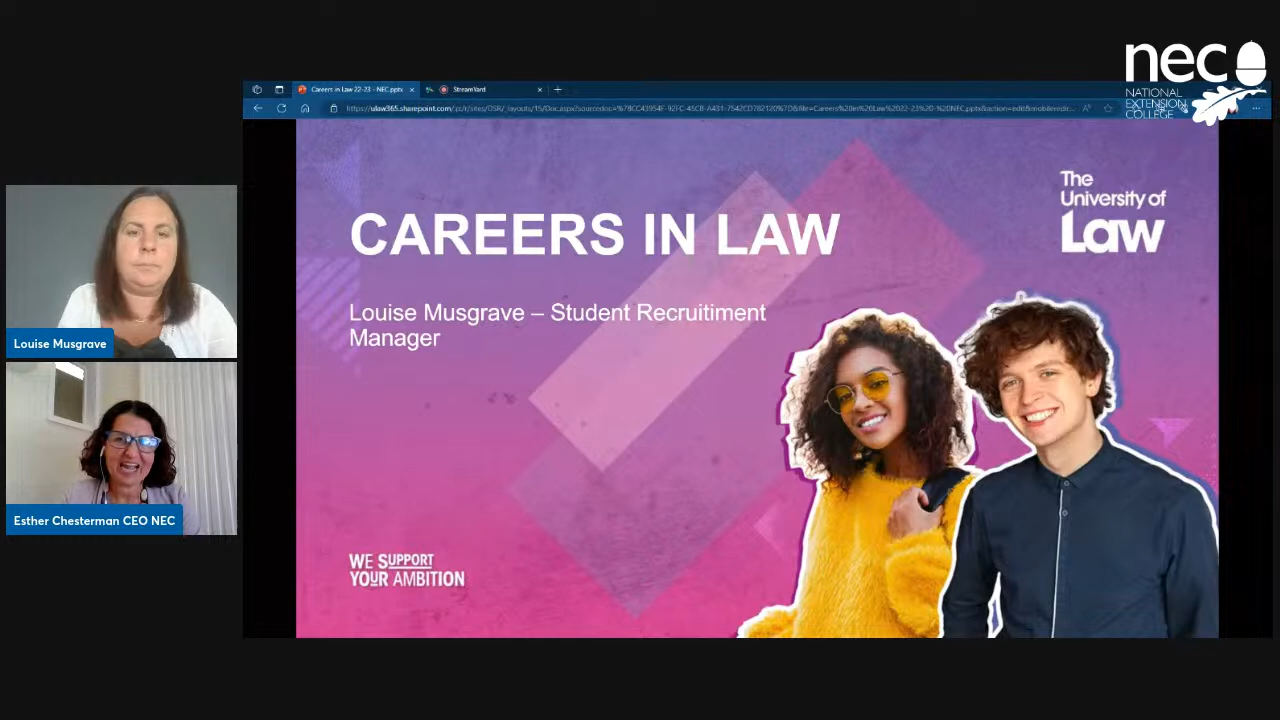 nec
NATIONAL
EXTENSION
COLLEGE
Careers in Law 22-23 - NEC.pptx
StreamYard
CAREERS IN LAW
The
University of
Law
Louise Musgrave – Student Recruitiment
Manager
WE SUPPORT
YOUR AMBITION
Louise Musgrave
Esther Chesterman CEO NEC